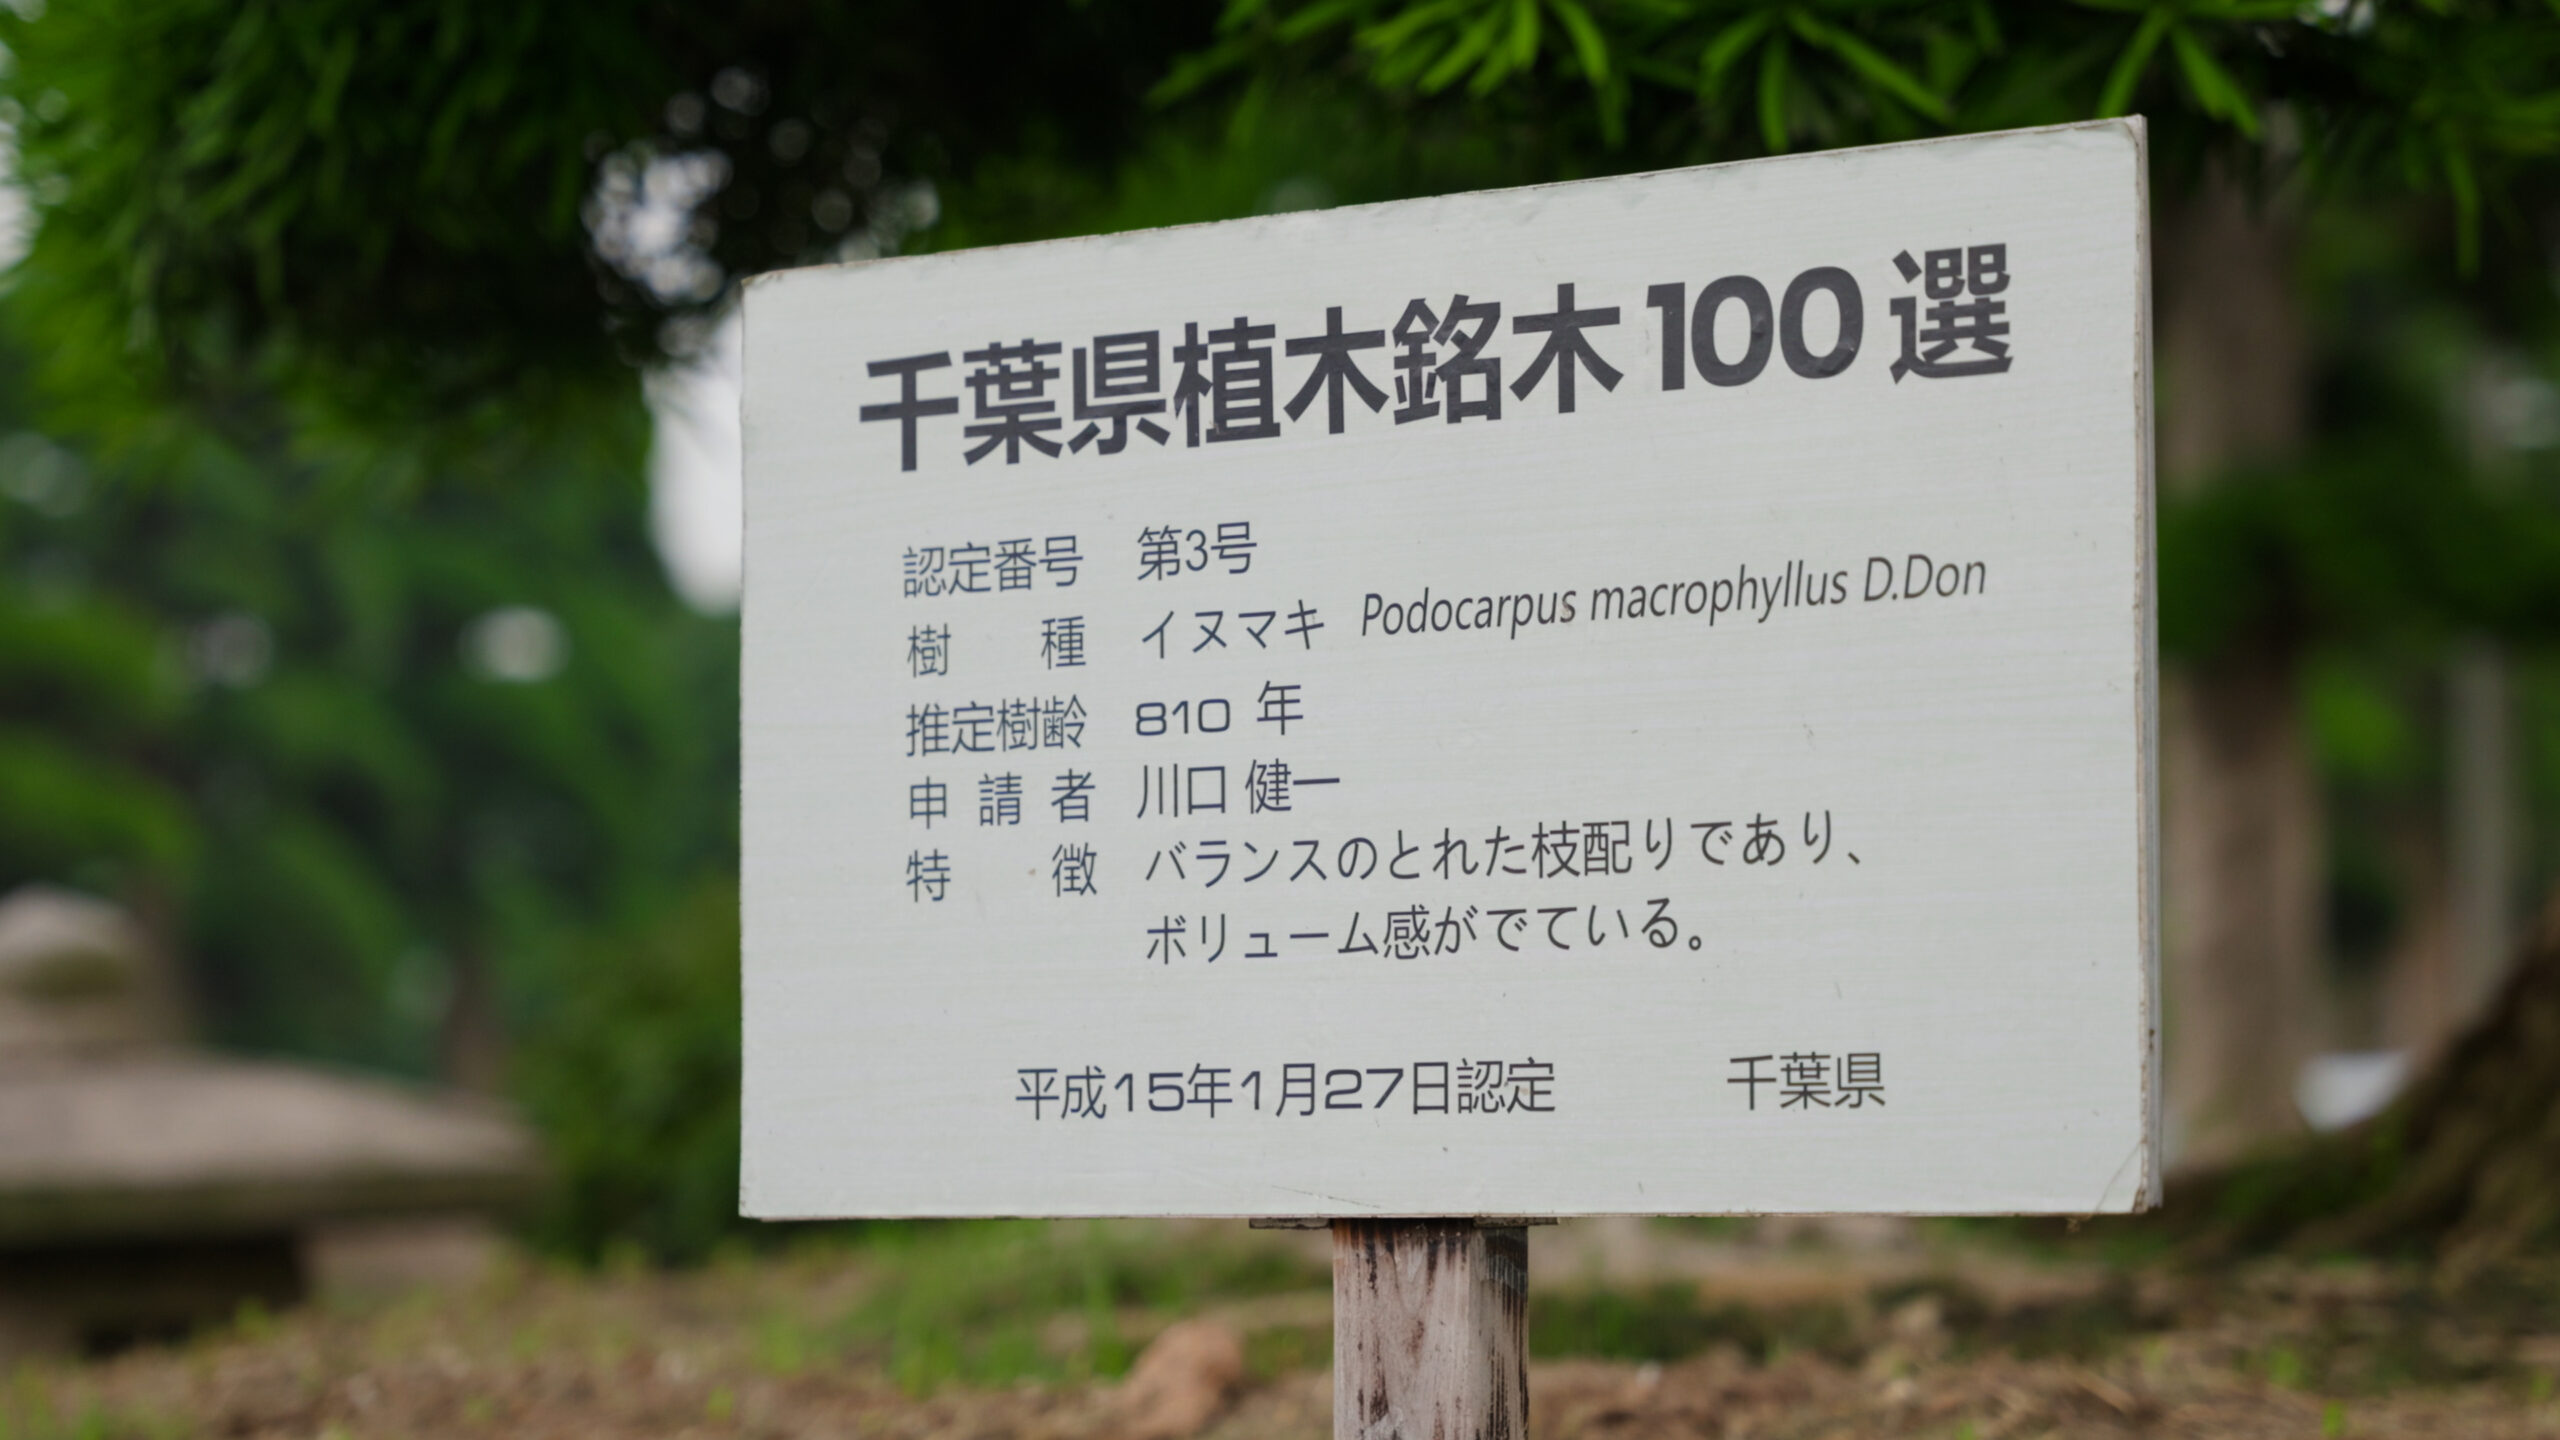 千葉県植木銘木100選
認定番号 第3号
樹種 イヌマキ Podocarpus macrophyllus D.Don
推定樹齢 810年
申請者 川口 健一
特徴 バランスのとれた枝配りであり、
ボリューム感がでている。
平成15年1月27日認定 千葉県